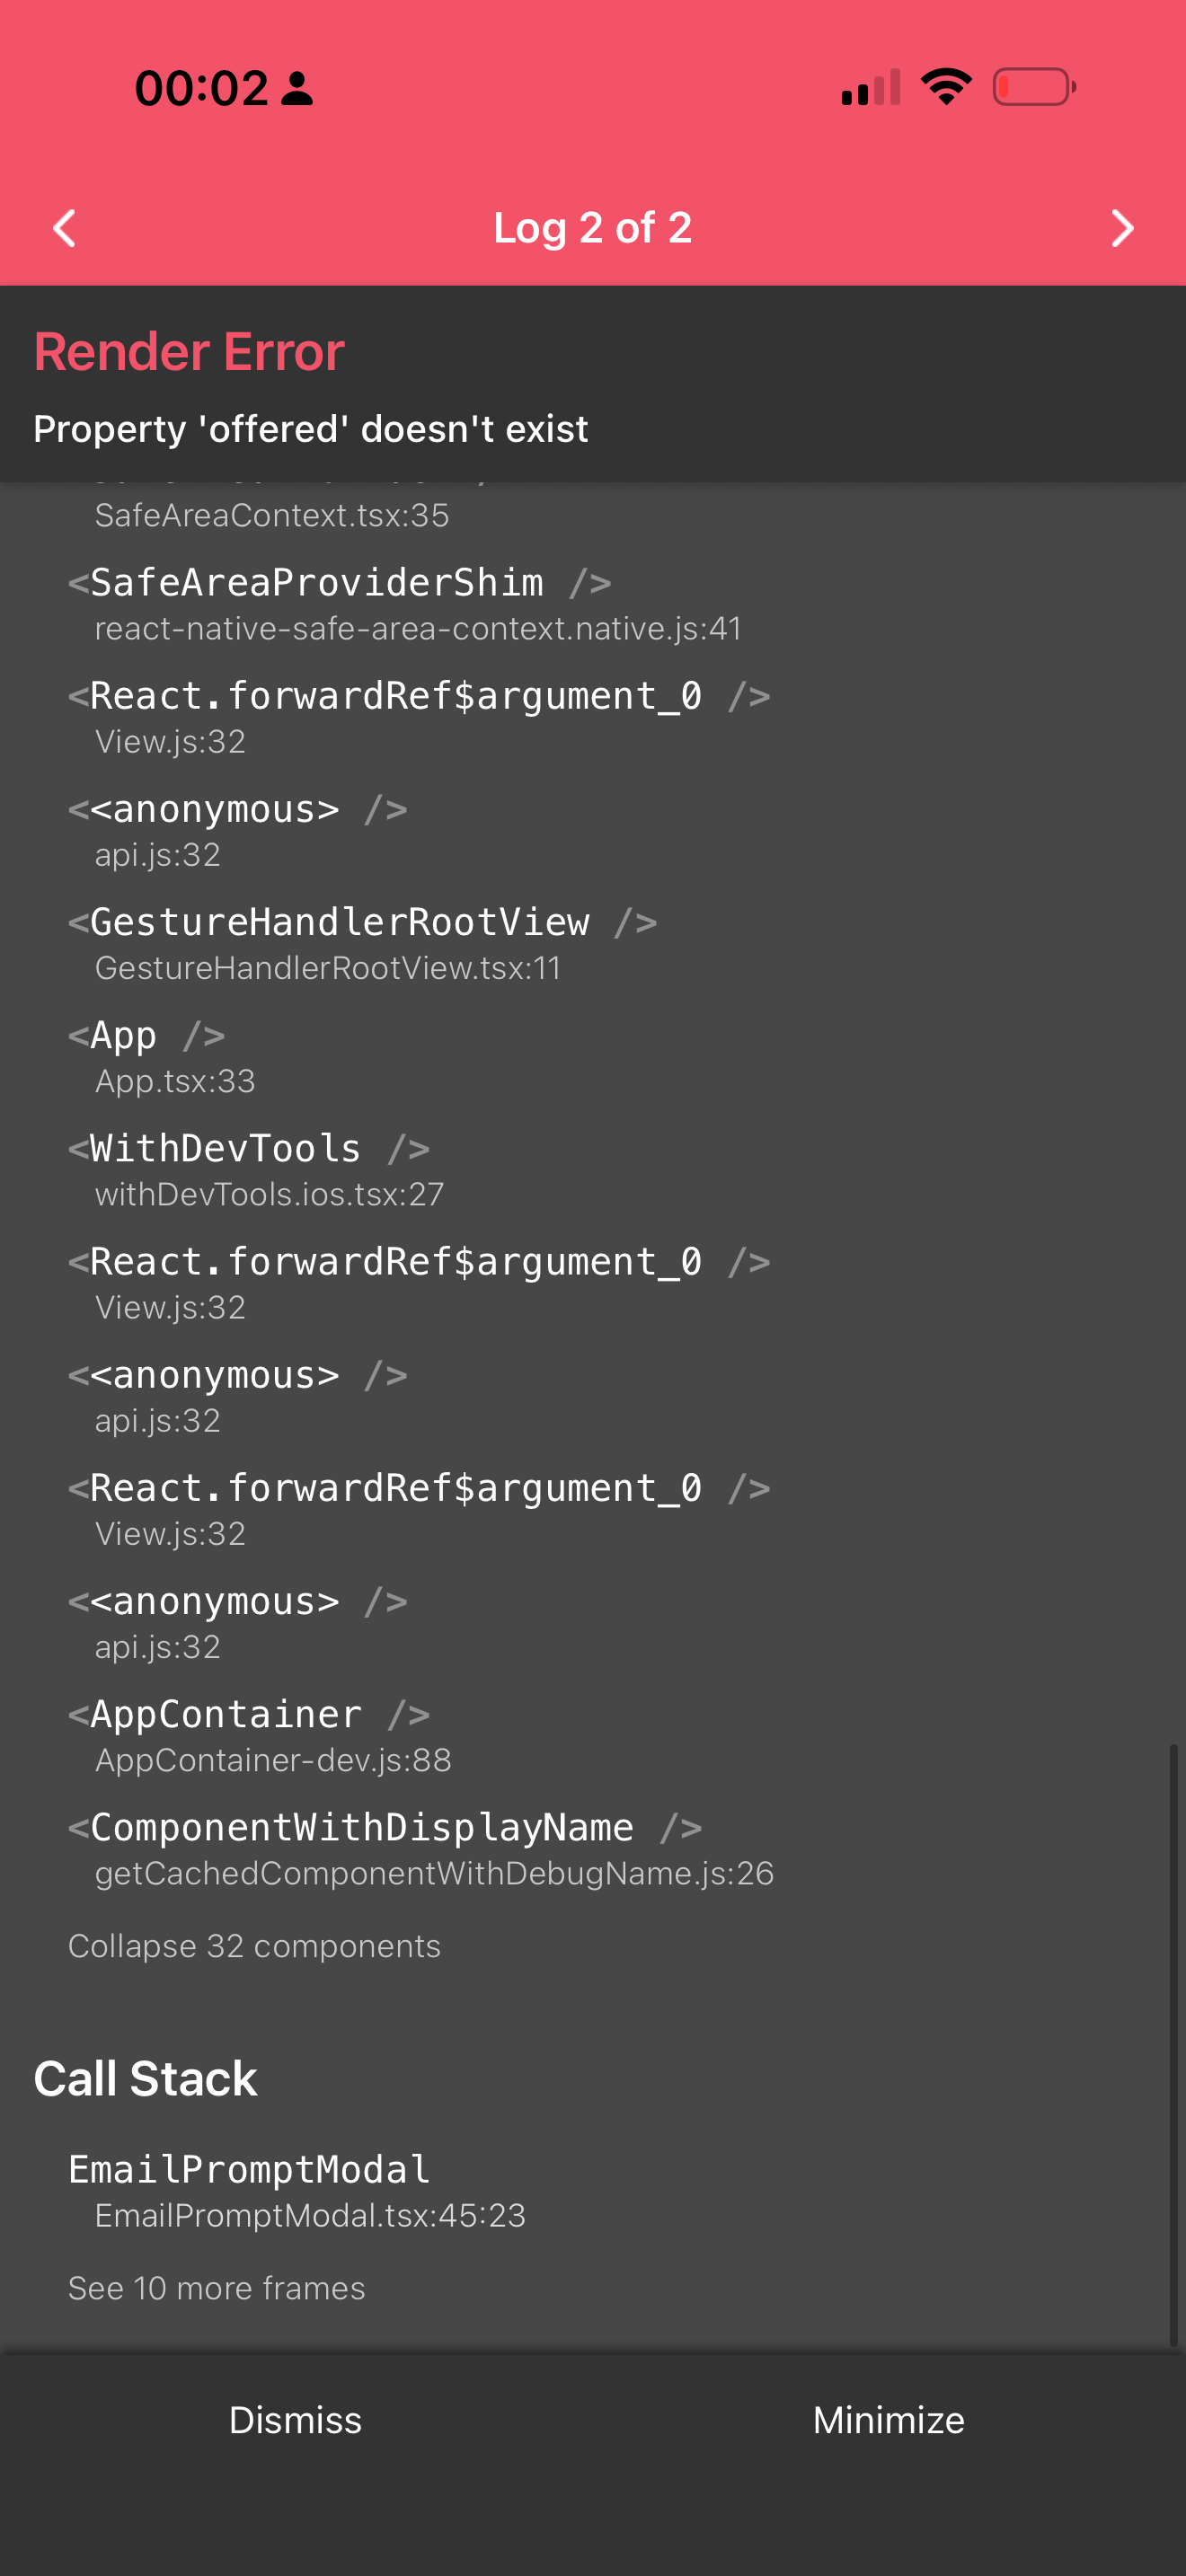 00:02
Log 2 of 2
Render Error
Property 'offered' doesn't exist
SafeAreaContext.tsx:35
<SafeAreaProviderShim />
react-native-safe-area-context.native.js:41
<React.forwardRef$argument_0 />
View.js:32
<<anonymous> />
api.js:32
<GestureHandlerRootView />
GestureHandlerRootView.tsx:11
<App />
App.tsx:33
<WithDevTools />
withDevTools.ios.tsx:27
<React.forwardRef$argument_0 />
View.js:32
<<anonymous> />
api.js:32
<React.forwardRef$argument_0 />
View.js:32
<<anonymous> />
api.js:32
<AppContainer />
AppContainer-dev.js:88
<ComponentWithDisplayName />
getCachedComponentWithDebugName.js:26
Collapse 32 components
Call Stack
EmailPromptModal
EmailPromptModal.tsx:45:23
See 10 more frames
Dismiss
Minimize